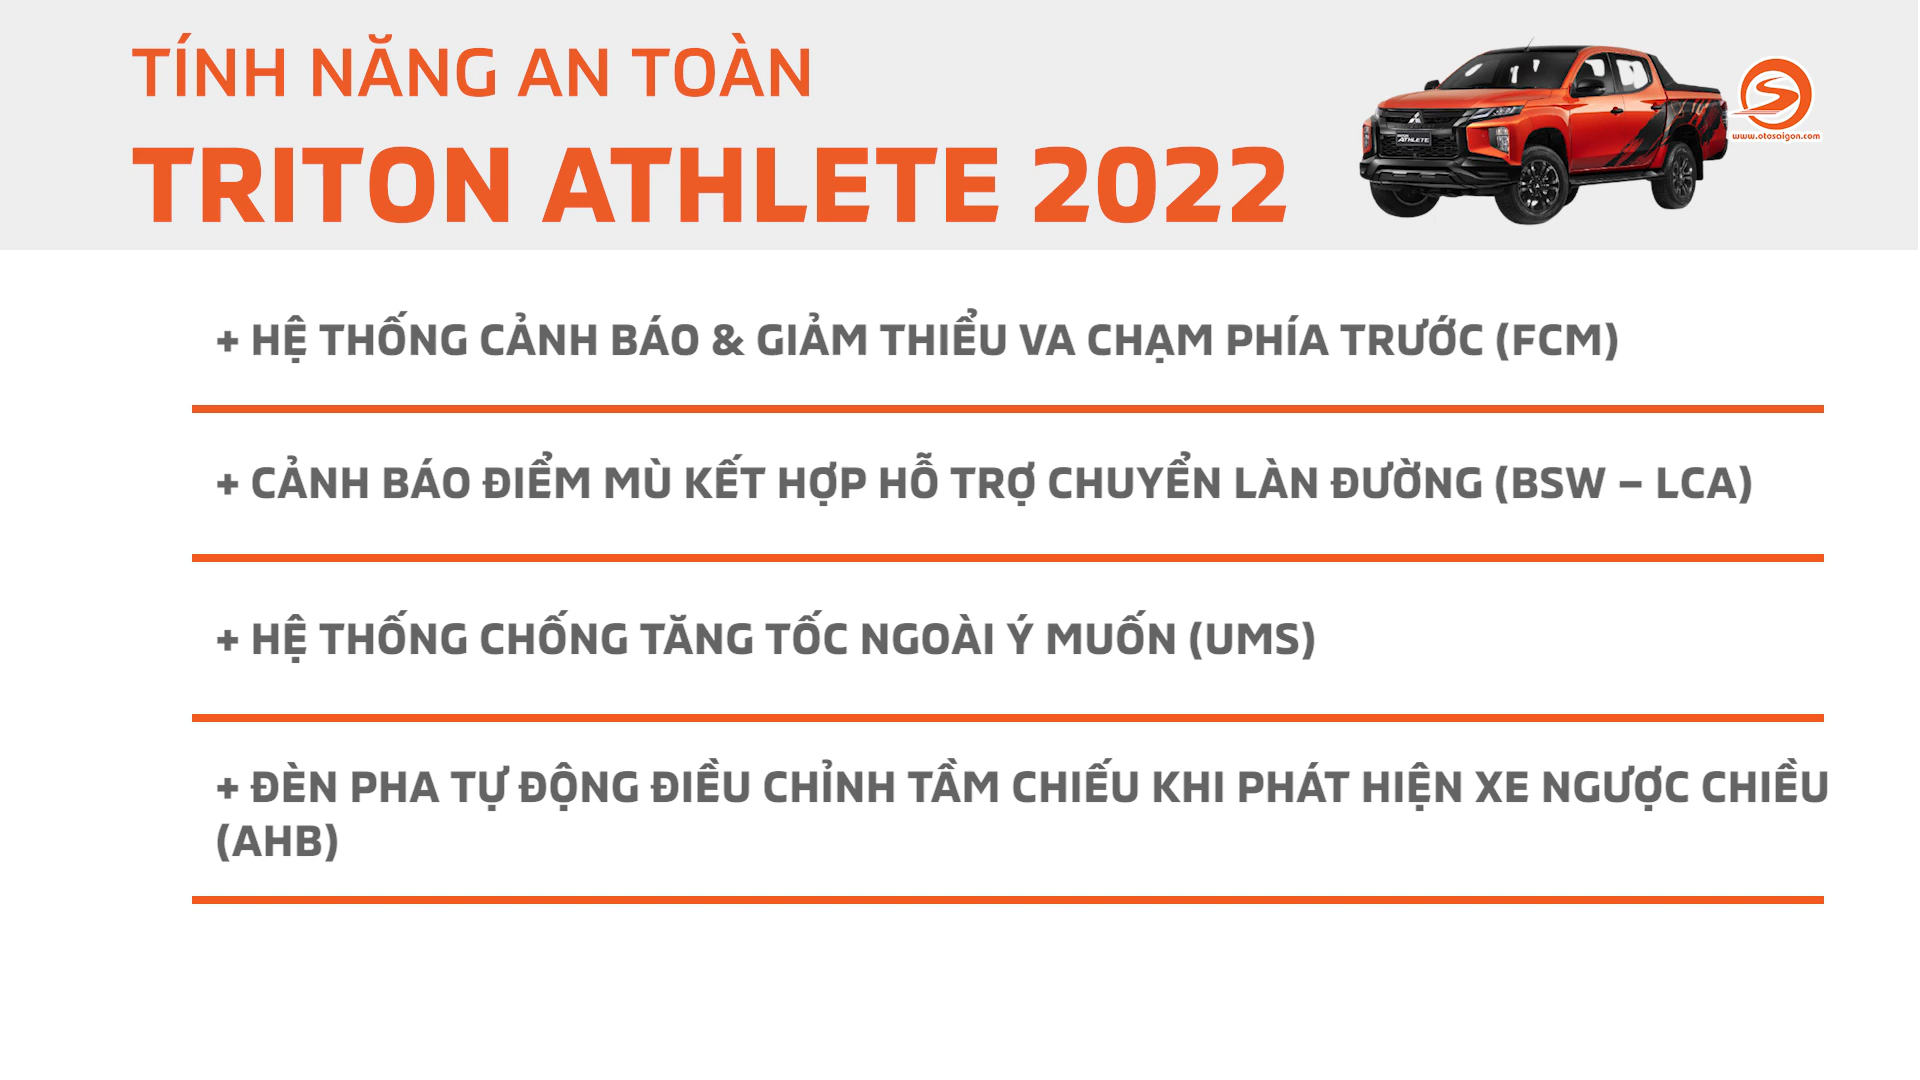 TÍNH NĂNG AN TOÀN
TRITON ATHLETE 2022
ATHLETE
www.otosaigon.com
+ HỆ THỐNG CẢNH BÁO & GIẢM THIỂU VA CHẠM PHÍA TRƯỚC (FCM)
+ CẢNH BÁO ĐIỂM MÙ KẾT HỢP HỖ TRỢ CHUYỂN LÀN ĐƯỜNG (BSW – LCA)
+ HỆ THỐNG CHỐNG TĂNG TỐC NGOÀI Ý MUỐN (UMS)
+ ĐÈN PHA TỰ ĐỘNG ĐIỀU CHỈNH TẦM CHIẾU KHI PHÁT HIỆN XE NGƯỢC CHIỀU
(AHB)